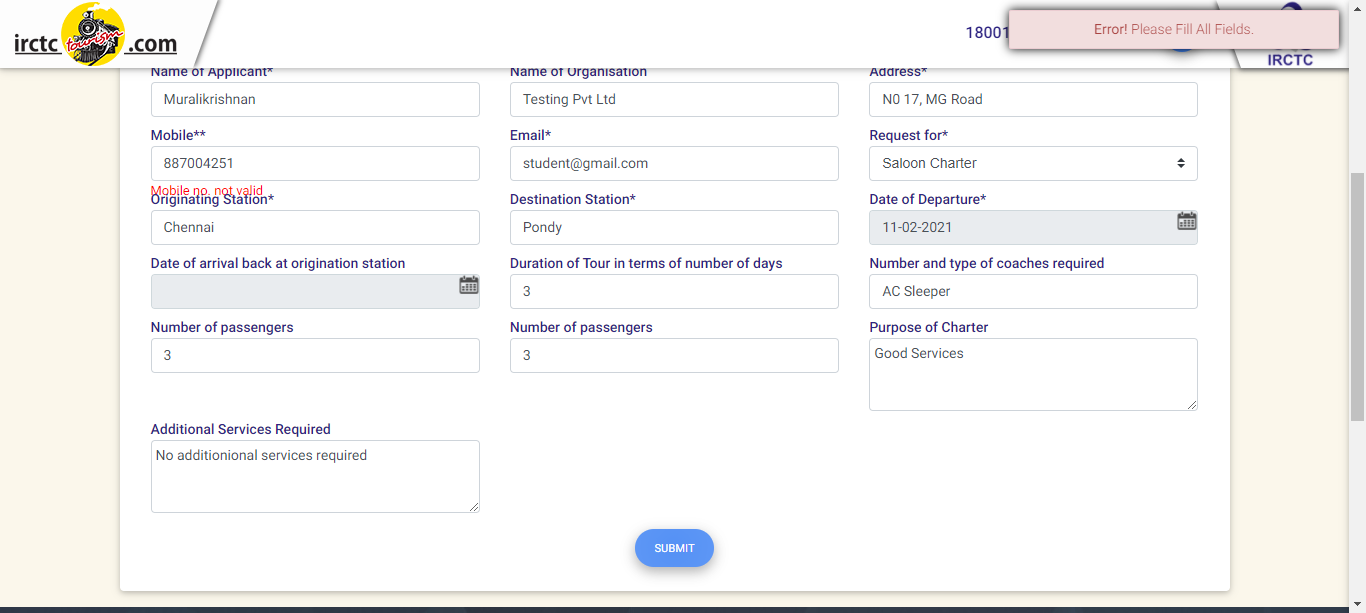 irctc tourism .com
18001
Error! Please Fill All Fields.
IRCTC
Name of Applicant*
Name of Organisation
Address*
Muralikrishnan
Testing Pvt Ltd
N0 17, MG Road
Mobile**
Email*
Request for*
887004251
student@gmail.com
Saloon Charter
Mobile no. not valid
Originating Station*
Destination Station*
Date of Departure*
Chennai
Pondy
11-02-2021
Date of arrival back at origination station
Duration of Tour in terms of number of days
Number and type of coaches required
3
AC Sleeper
Number of passengers
Number of passengers
Purpose of Charter
3
3
Good Services
Additional Services Required
No additionional services required
SUBMIT